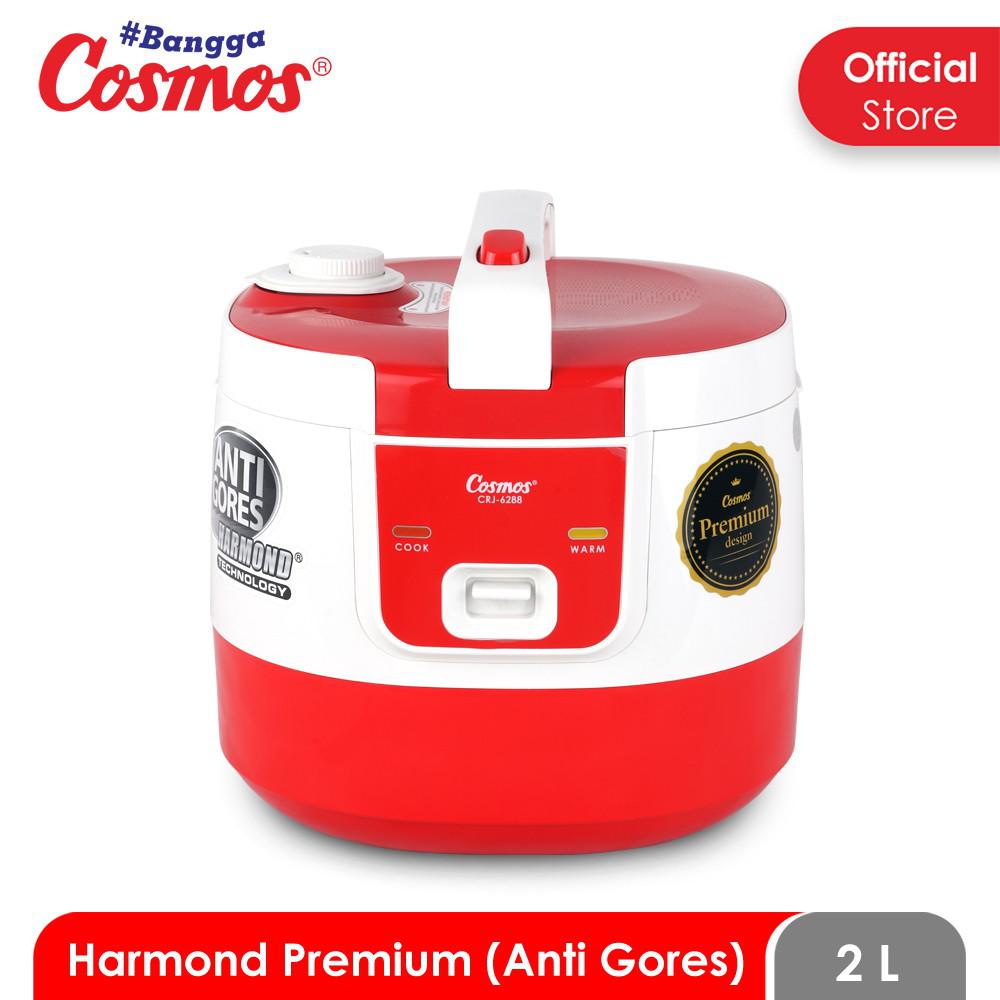 #Bangga
Cosmos®
Official
Store
ANTI
GORES
HARMOND®
TECHNOLOGY
Cosmos®
CRJ-6288
COOK
WARM
Cosmos
Premium
design
Harmond Premium (Anti Gores)
2 L